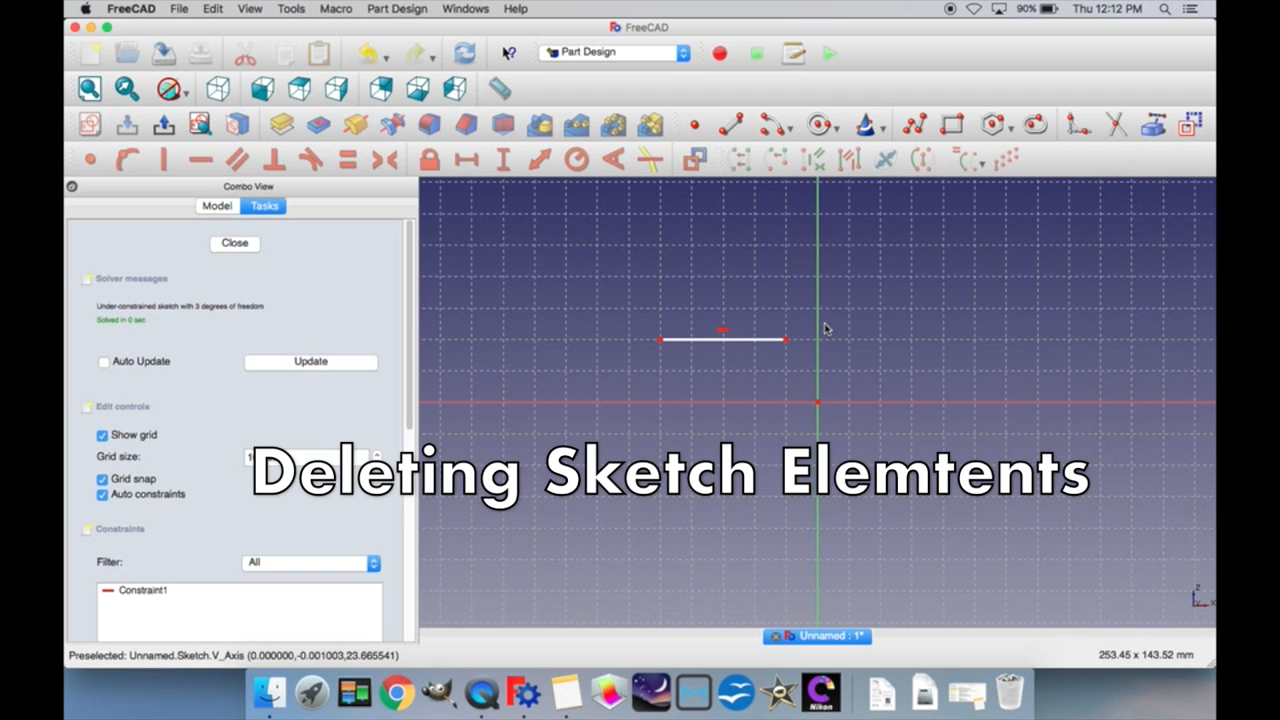 FreeCAD File Edit View Tools Macro Part Design Windows Help 90% Thu 12:12 PM
FreeCAD
Part Design
Combo View
Model Tasks
Close
Solver messages
Under-constrained sketch with 3 degrees of freedom
Solved in 0 sec
Auto Update Update
Edit controls
Show grid
Grid size:
Grid snap
Auto constraints
Deleting Sketch Elemtents
Constraints
Filter: All
Constraint1
Unnamed : 1*
Preselected: Unnamed.Sketch.V_Axis (0.000000,-0.001003,23.665541) 253.45 x 143.52 mm
Nikon